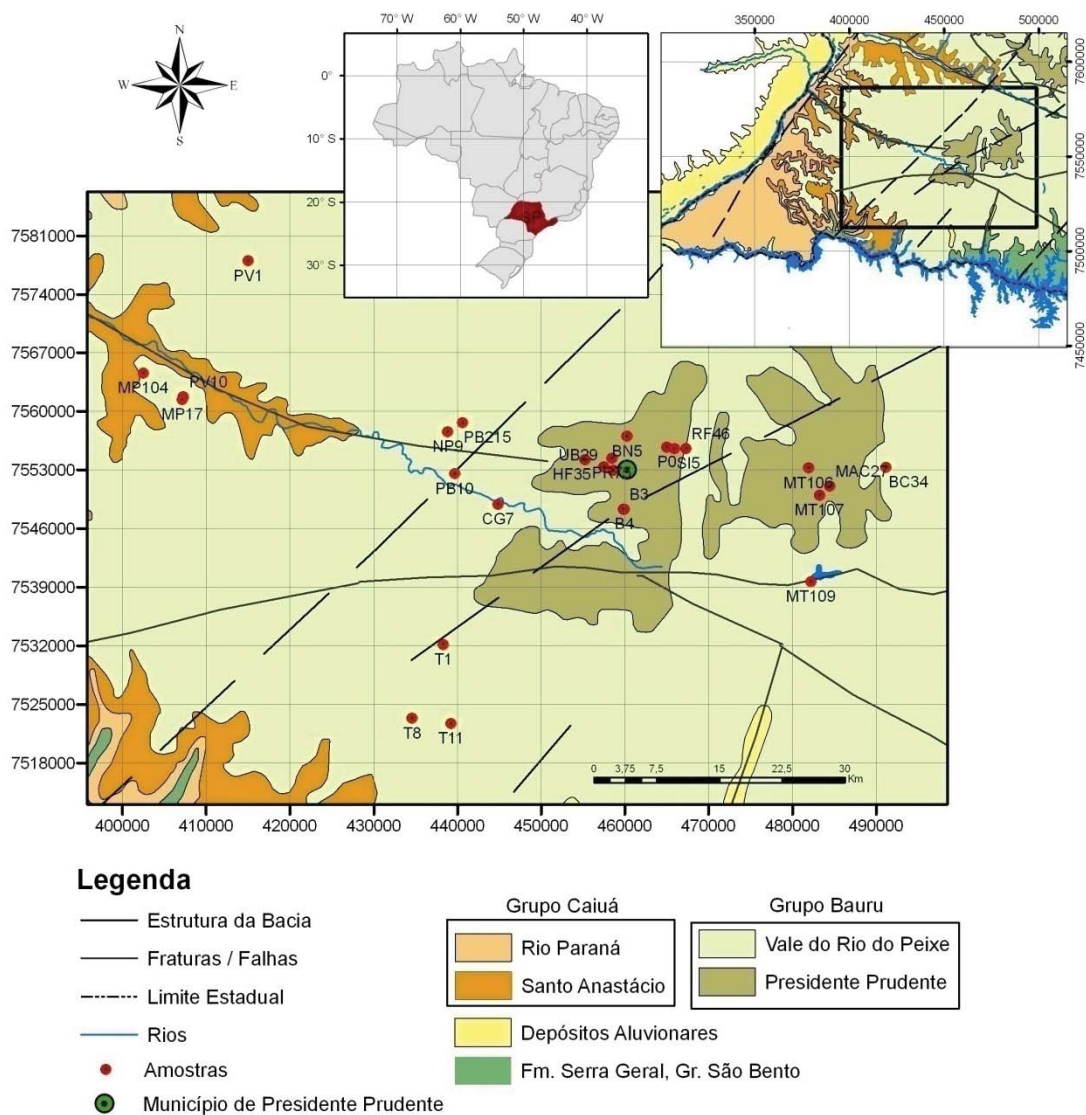 N
W E
S
70° W 60° W 50° W 40° W
0°
10° S
20° S
30° S
350000 400000 450000 500000
7600000
7550000
7500000
7450000
7581000
7574000
7567000
7560000
7553000
7546000
7539000
7532000
7525000
7518000
PV1
MP104
PV10
MP17
NP9
PB215
PB10
CG7
UB29
BN5
HF35
B3
B4
RF46
POSI5
MT106
MAC27
BC34
MT107
MT109
T1
T8
T11
0 3,75 7,5 15 22,5 30
Km
400000 410000 420000 430000 440000 450000 460000 470000 480000 490000
Legenda
Estrutura da Bacia
Fraturas / Falhas
Limite Estadual
Rios
Amostras
Município de Presidente Prudente
Grupo Caiuá
Rio Paraná
Santo Anastácio
Grupo Bauru
Vale do Rio do Peixe
Presidente Prudente
Depósitos Aluvionares
Fm. Serra Geral, Gr. São Bento